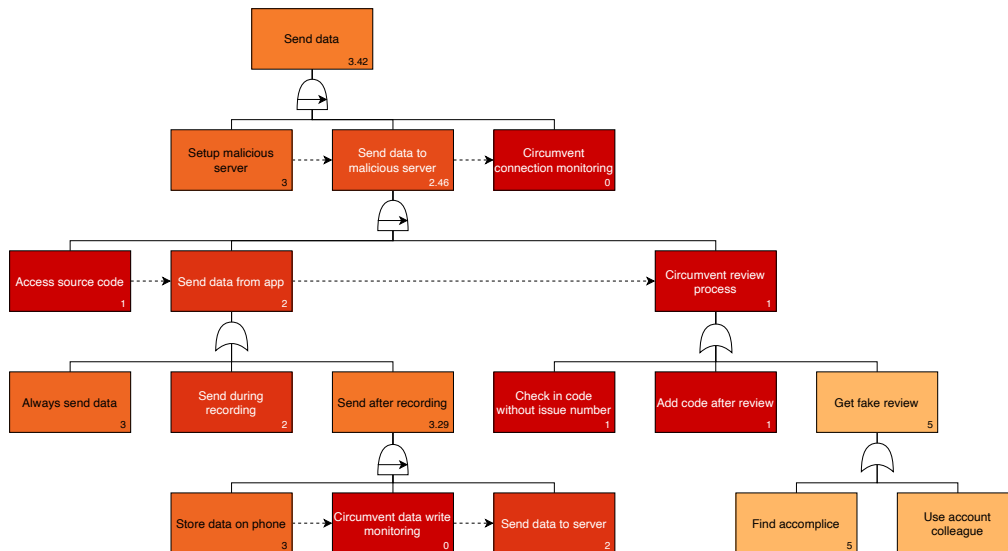 Send data
3.42
Setup malicious
server
3
Send data to
malicious server
2.46
Circumvent
connection monitoring
0
Access source code
1
Send data from app
2
Circumvent review
process
1
Always send data
3
Send during
recording
2
Send after recording
3.29
Check in code
without issue number
1
Add code after review
1
Get fake review
5
Store data on phone
3
Circumvent data write
monitoring
0
Send data to server
2
Find accomplice
5
Use account
colleague